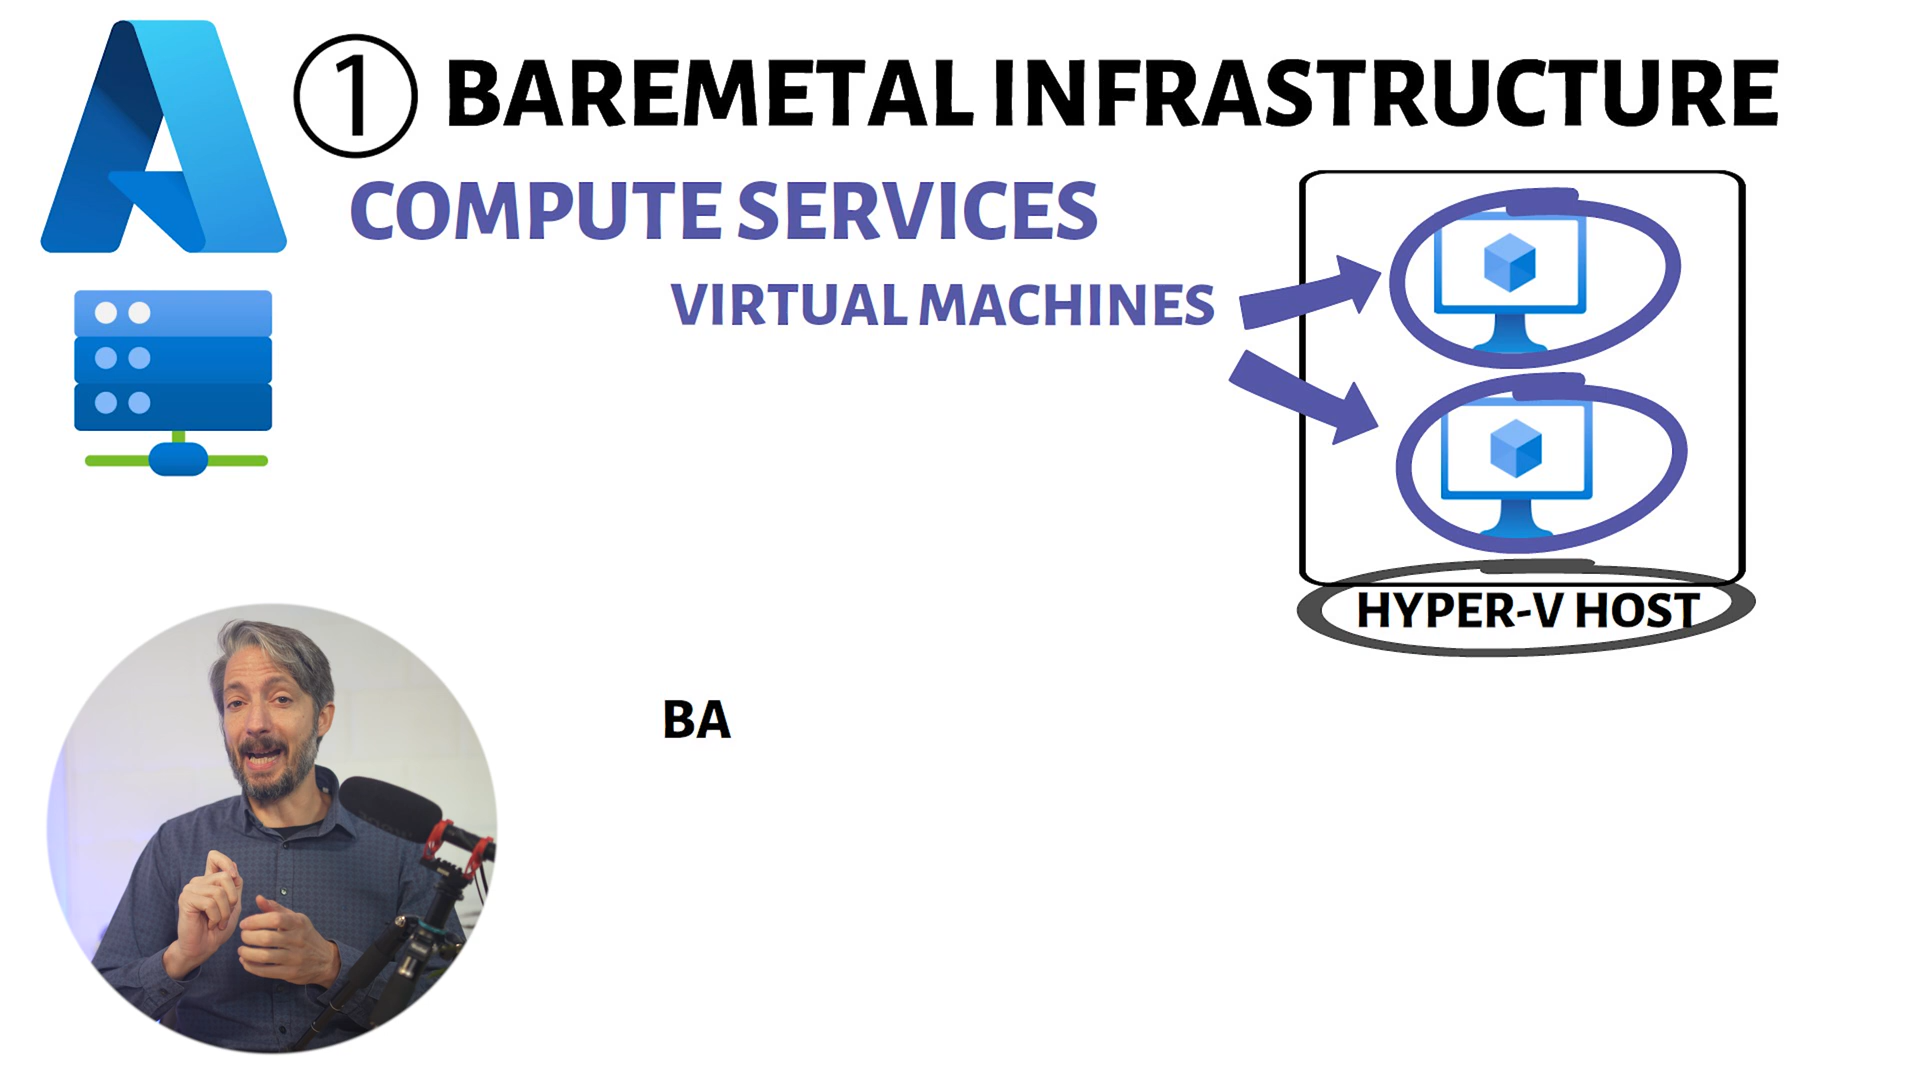 ① BAREMETAL INFRASTRUCTURE
COMPUTE SERVICES
VIRTUAL MACHINES
HYPER-V HOST
BA